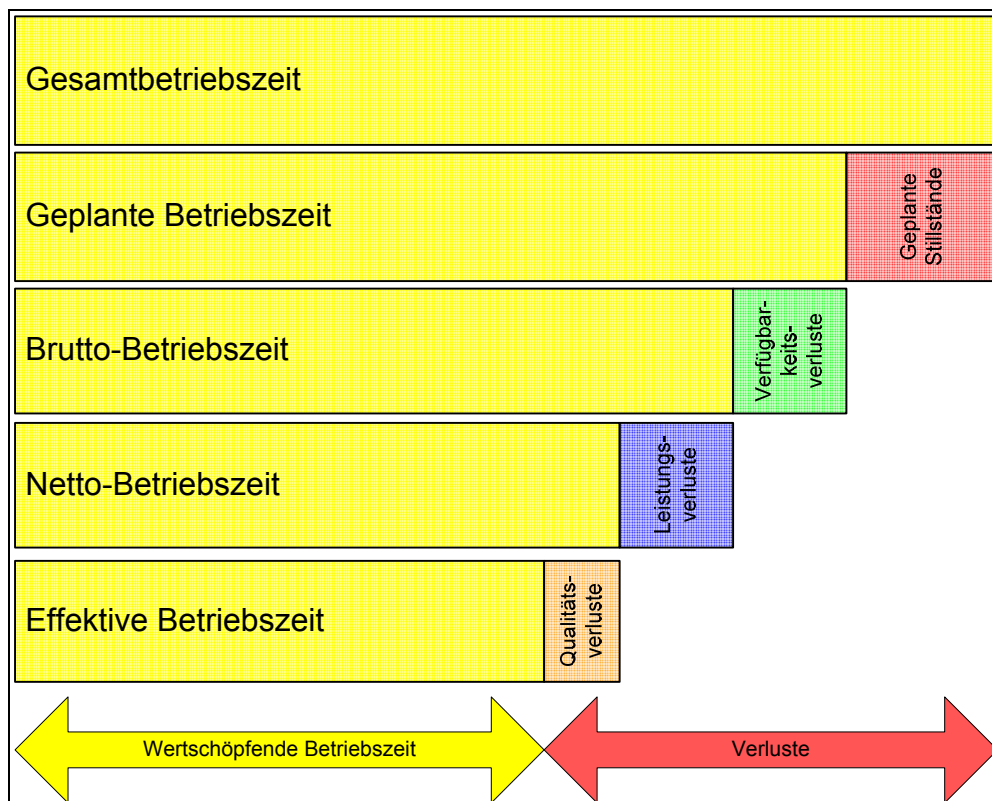 Gesamtbetriebszeit
Geplante Betriebszeit
Geplante
Stillstände
Brutto-Betriebszeit
Verfügbar-
keits-
verluste
Netto-Betriebszeit
Leistungs-
verluste
Effektive Betriebszeit
Qualitäts-
verluste
Wertschöpfende Betriebszeit
Verluste